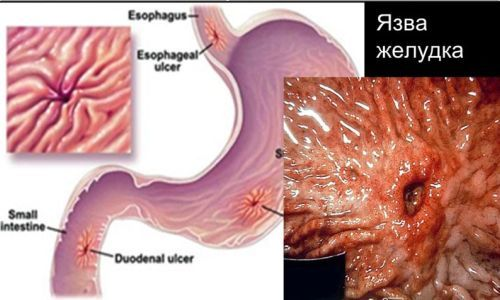 Esophagus
Esophageal
ulcer
Язва
желудка
S
Small
intestine
Duodenal ulcer